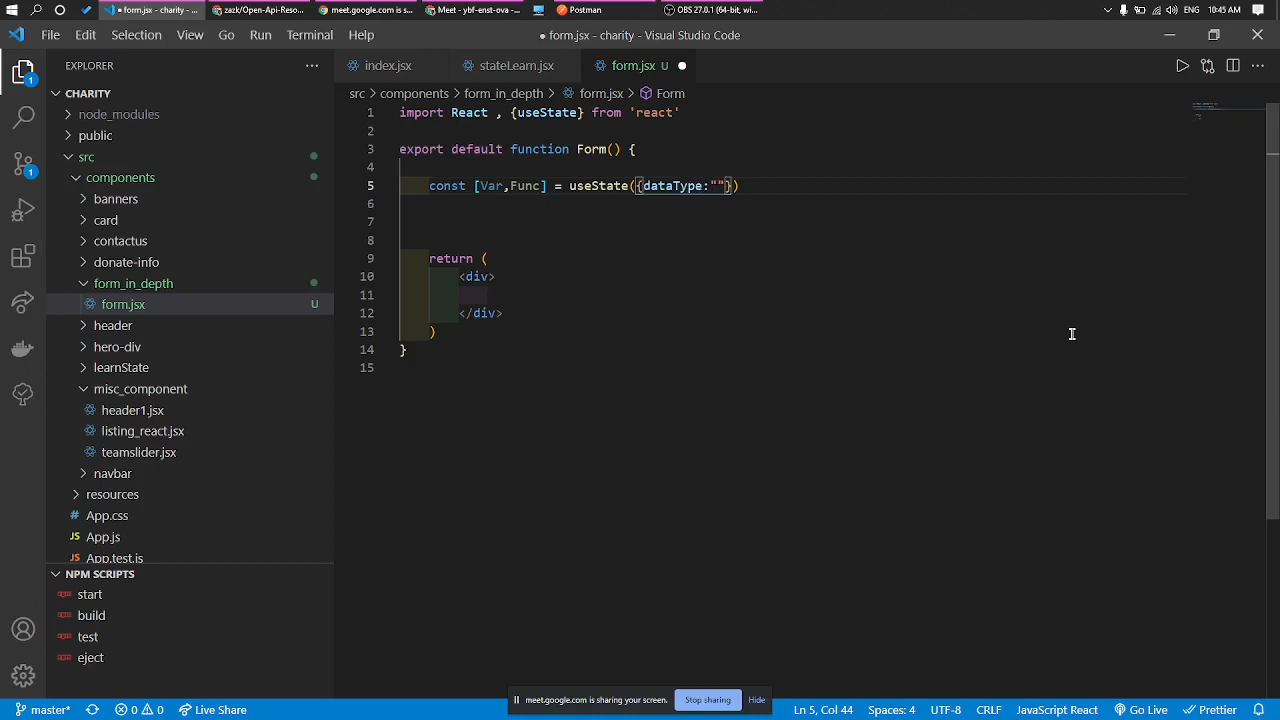 form.jsx - charity - ...
zack/Open-Api-Reso...
meet.google.com is s...
Meet - ybf-enst-ova - ...
Postman
OBS 27.0.1 (64-bit, wi...
ENG
10:45 AM
File Edit Selection View Go Run Terminal Help
● form.jsx - charity - Visual Studio Code
EXPLORER
index.jsx
stateLearn.jsx
form.jsx U
CHARITY
src > components > form_in_depth > form.jsx > Form
node_modules
public
src
components
banners
card
contactus
donate-info
form_in_depth
form.jsx U
header
hero-div
learnState
misc_component
header1.jsx
listing_react.jsx
teamslider.jsx
navbar
resources
App.css
App.js
App.test.js
NPM SCRIPTS
start
build
test
eject
1
1
1 import React , {useState} from 'react'
2
3 export default function Form() {
4
5 const [Var,Func] = useState({dataType:""})
6
7
8
9 return (
10 <div>
11
12 </div>
13 )
14 }
15
meet.google.com is sharing your screen. Stop sharing Hide
master* 0 0 Live Share
Ln 5, Col 44 Spaces: 4 UTF-8 CRLF JavaScript React Go Live Prettier